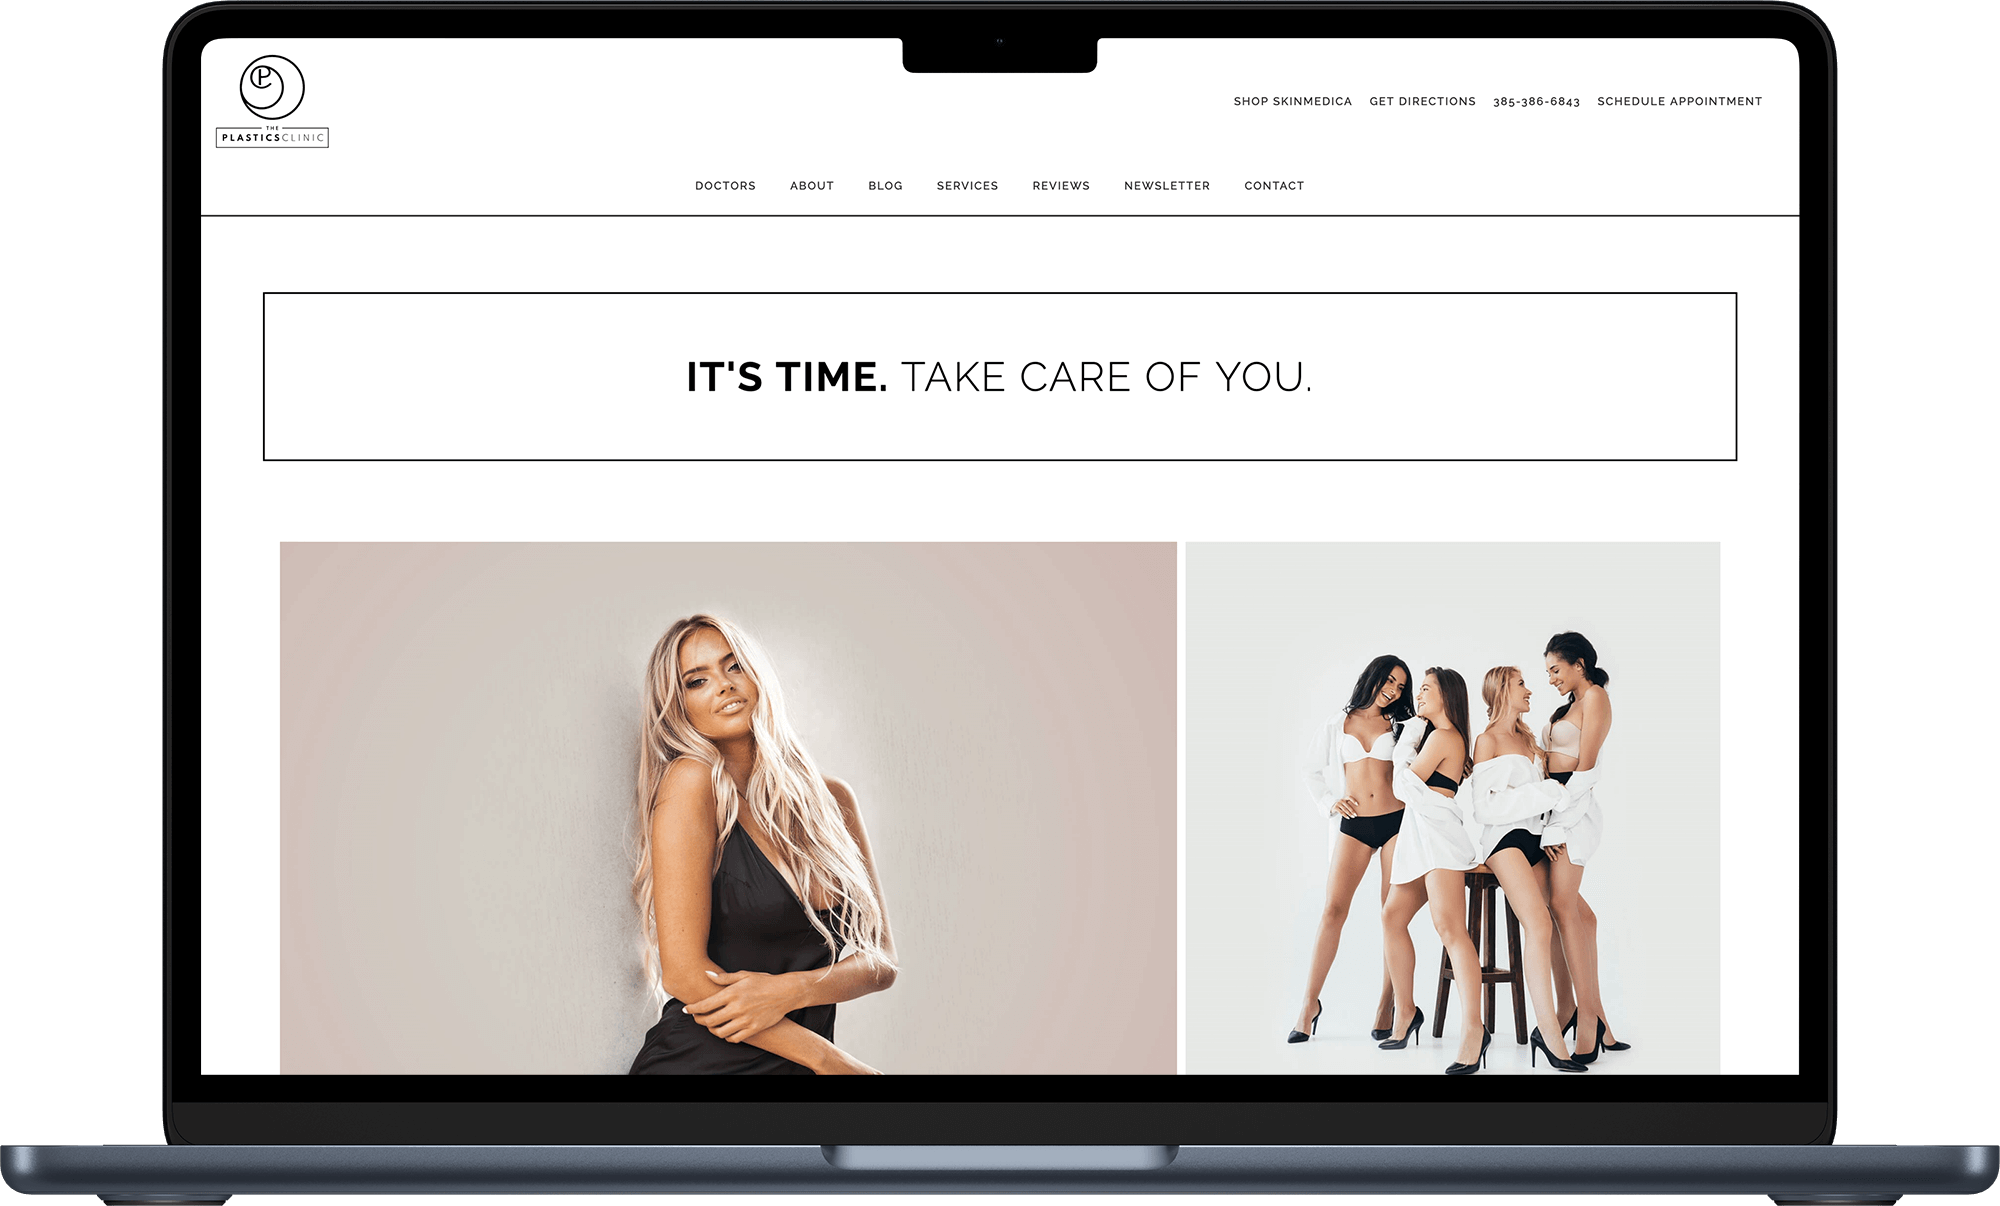 P
THE
PLASTICSCLINIC
SHOP SKINMEDICA GET DIRECTIONS 385-386-6843 SCHEDULE APPOINTMENT
DOCTORS ABOUT BLOG SERVICES REVIEWS NEWSLETTER CONTACT
IT'S TIME. TAKE CARE OF YOU.